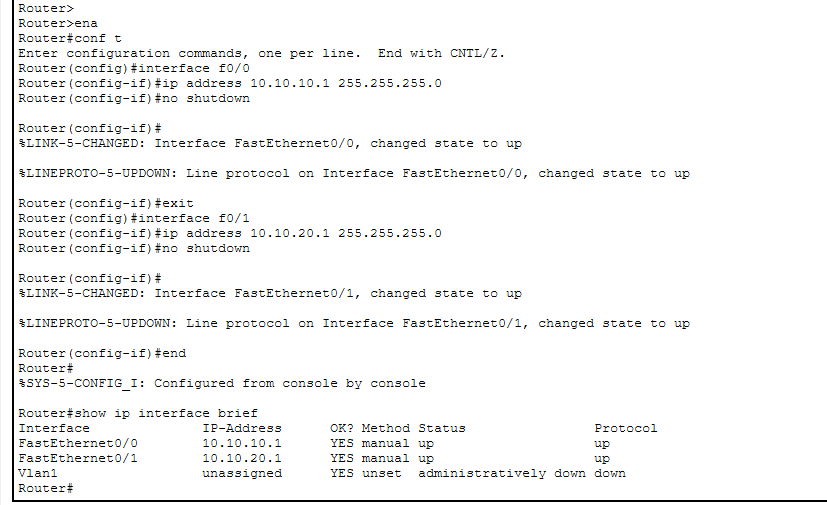 Router>
Router>ena
Router#conf t
Enter configuration commands, one per line.  End with CNTL/Z.
Router(config)#interface f0/0
Router(config-if)#ip address 10.10.10.1 255.255.255.0
Router(config-if)#no shutdown
Router(config-if)#
%LINK-5-CHANGED: Interface FastEthernet0/0, changed state to up
%LINEPROTO-5-UPDOWN: Line protocol on Interface FastEthernet0/0, changed state to up
Router(config-if)#exit
Router(config)#interface f0/1
Router(config-if)#ip address 10.10.20.1 255.255.255.0
Router(config-if)#no shutdown
Router(config-if)#
%LINK-5-CHANGED: Interface FastEthernet0/1, changed state to up
%LINEPROTO-5-UPDOWN: Line protocol on Interface FastEthernet0/1, changed state to up
Router(config-if)#end
Router#
%SYS-5-CONFIG_I: Configured from console by console
Router#show ip interface brief
Interface              IP-Address      OK? Method Status                Protocol
FastEthernet0/0        10.10.10.1      YES manual up                    up
FastEthernet0/1        10.10.20.1      YES manual up                    up
Vlan1                  unassigned      YES unset  administratively down down
Router#